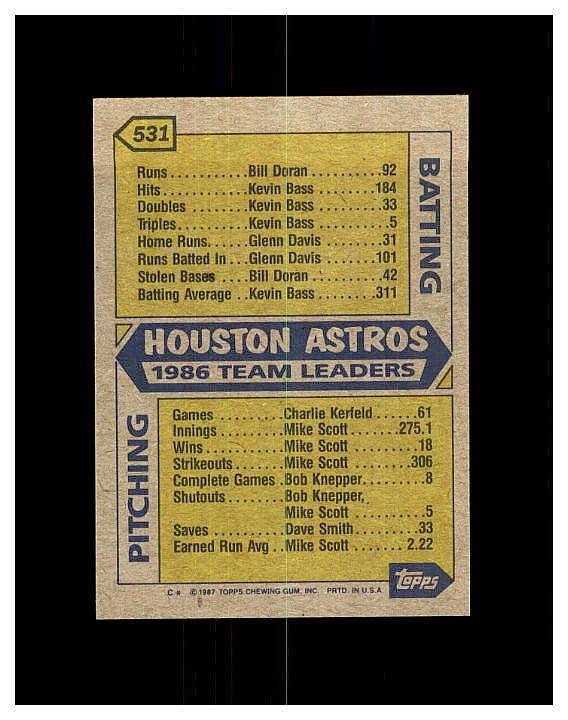 531
BATTING
Runs..........Bill Doran..........92
Hits............Kevin Bass.........184
Doubles.......Kevin Bass..........33
Triples.........Kevin Bass...........5
Home Runs......Glenn Davis.........31
Runs Batted In...Glenn Davis........101
Stolen Bases....Bill Doran..........42
Batting Average..Kevin Bass........311
HOUSTON ASTROS
1986 TEAM LEADERS
PITCHING
Games.........Charlie Kerfeld......61
Innings.........Mike Scott.......275.1
Wins............Mike Scott..........18
Strikeouts.......Mike Scott.........306
Complete Games.Bob Knepper.........8
Shutouts........Bob Knepper,
Mike Scott...........5
Saves..........Dave Smith..........33
Earned Run Avg..Mike Scott.......2.22
topps
C * © 1987 TOPPS CHEWING GUM, INC. PRTD. IN U.S.A